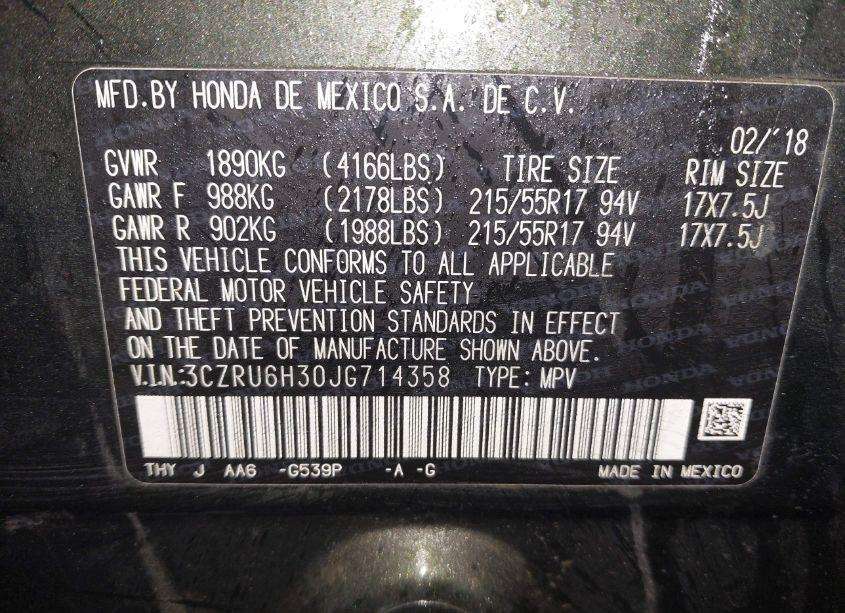 MFD.BY HONDA DE MEXICO S.A. DE C.V.
02/'18
GVWR 1890KG (4166LBS) TIRE SIZE RIM SIZE
GAWR F 988KG (2178LBS) 215/55R17 94V 17X7.5J
GAWR R 902KG (1988LBS) 215/55R17 94V 17X7.5J
THIS VEHICLE CONFORMS TO ALL APPLICABLE
FEDERAL MOTOR VEHICLE SAFETY
AND THEFT PREVENTION STANDARDS IN EFFECT
ON THE DATE OF MANUFACTURE SHOWN ABOVE.
V.I.N.:3CZRU6H30JG714358 TYPE: MPV
THY J AA6 -G539P -A -G MADE IN MEXICO